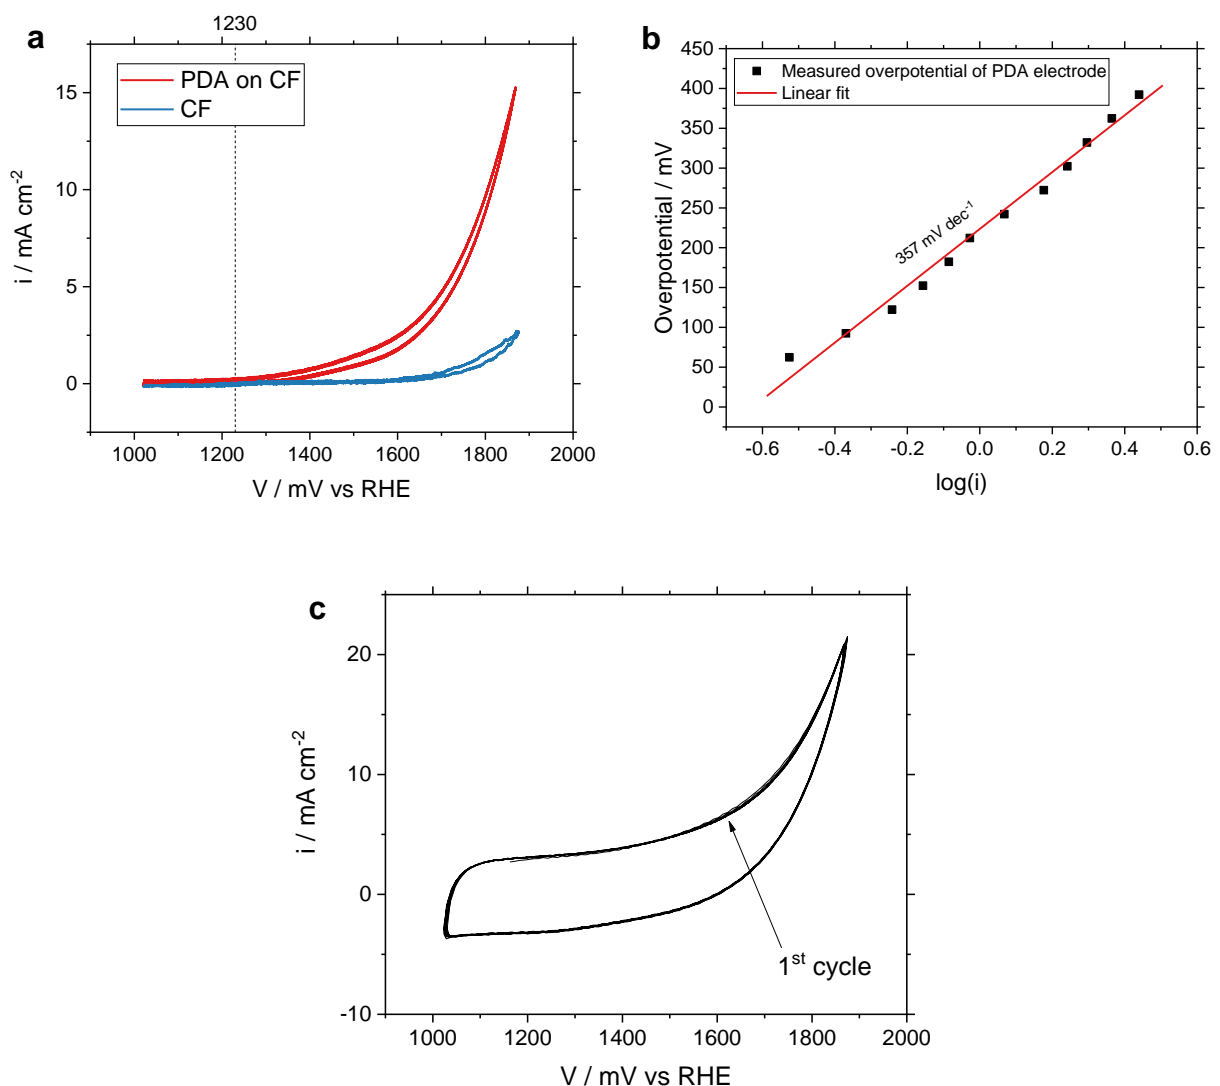 a
1230
PDA on CF
CF
15
10
5
0
i / mA cm⁻²
1000 1200 1400 1600 1800 2000
V / mV vs RHE
b
Measured overpotential of PDA electrode
Linear fit
450
400
350
300
250
200
150
100
50
0
Overpotential / mV
357 mV dec⁻¹
-0.6 -0.4 -0.2 0.0 0.2 0.4 0.6
log(i)
c
20
10
0
-10
i / mA cm⁻²
1ˢᵗ cycle
1000 1200 1400 1600 1800 2000
V / mV vs RHE